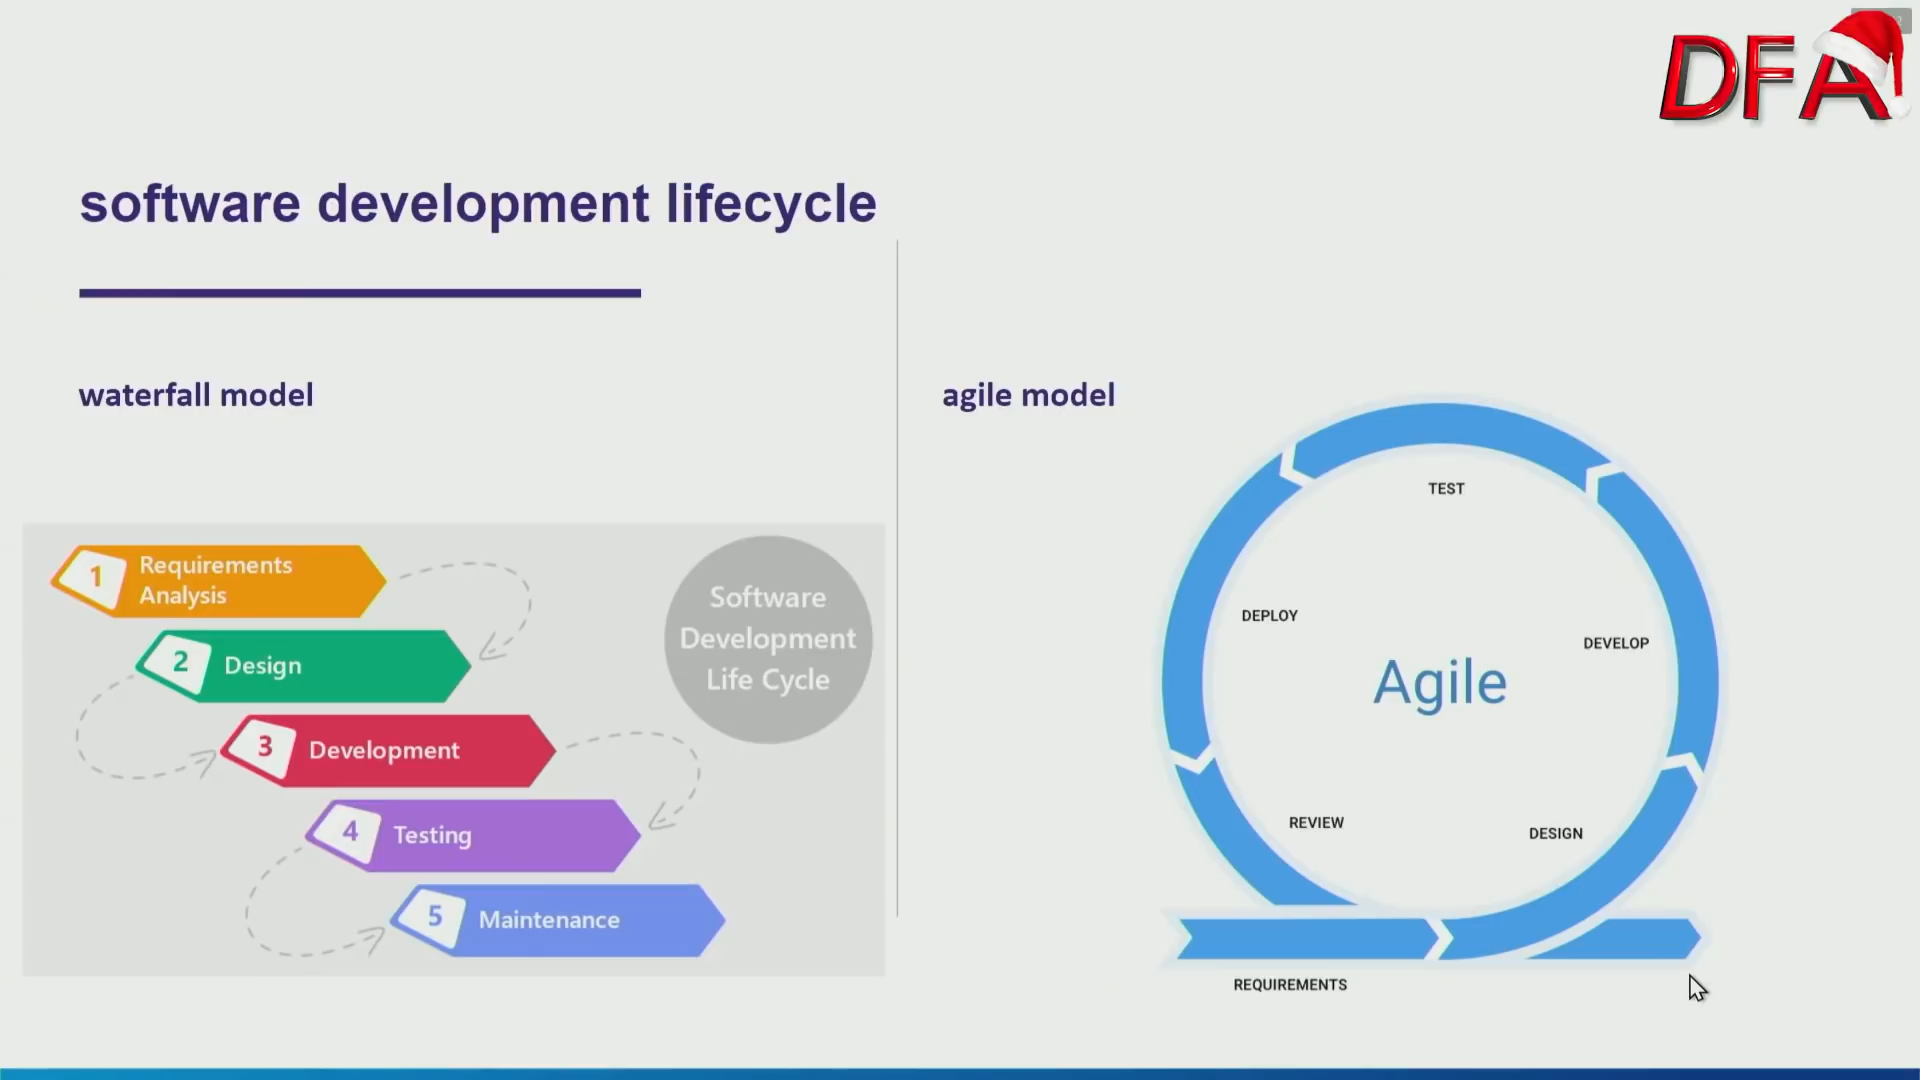 DFA
software development lifecycle
waterfall model
1
Requirements
Analysis
2
Design
3
Development
4
Testing
5
Maintenance
Software
Development
Life Cycle
agile model
TEST
DEPLOY
DEVELOP
Agile
REVIEW
DESIGN
REQUIREMENTS